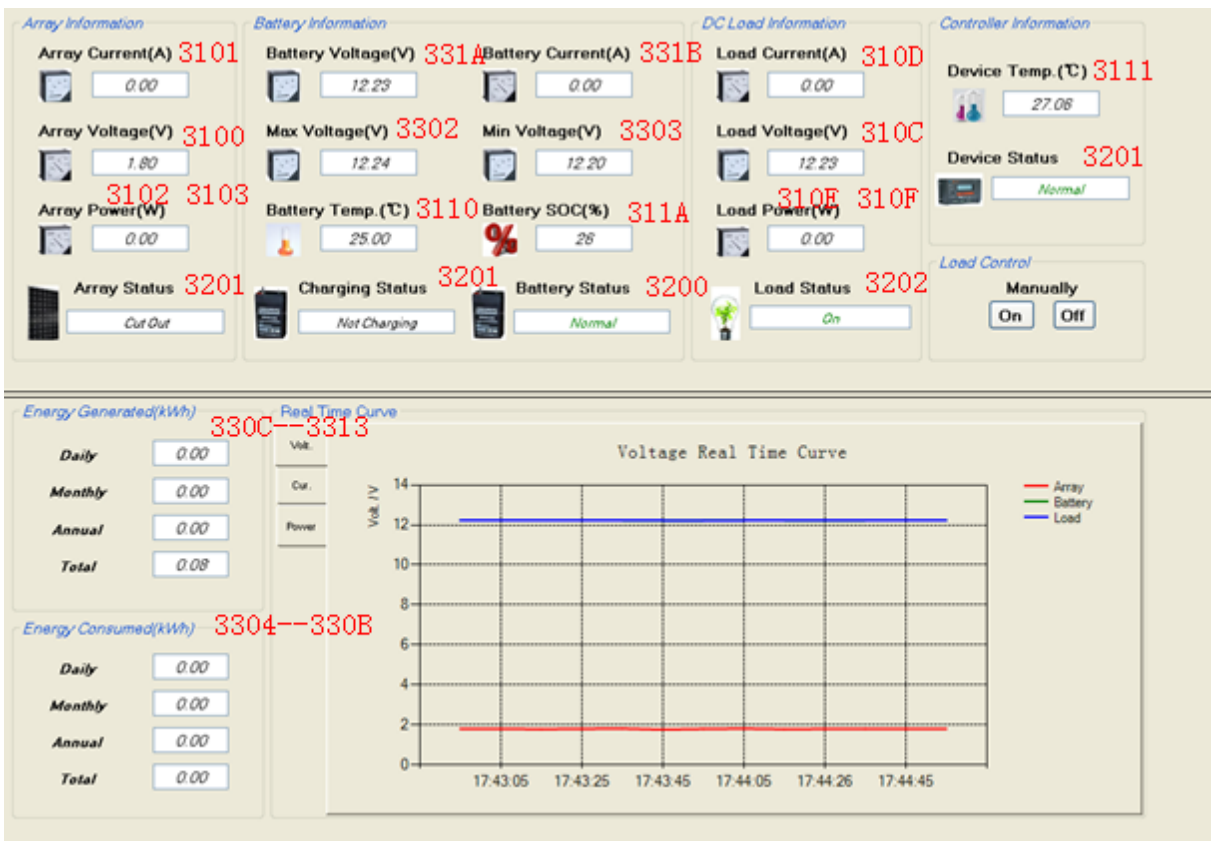 Array Information
Array Current(A) 3101
0.00
Array Voltage(V) 3100
1.80
3102 3103
Array Power(W)
0.00
Array Status 3201
Cut Out
Battery Information
Battery Voltage(V) 331A
12.23
Battery Current(A) 331B
0.00
Max Voltage(V) 3302
12.24
Min Voltage(V) 3303
12.20
Battery Temp.(℃) 3110
25.00
Battery SOC(%) 311A
26
Charging Status 3201
Not Charging
Battery Status 3200
Normal
DC Load Information
Load Current(A) 310D
0.00
Load Voltage(V) 310C
12.23
310E 310F
Load Power(W)
0.00
Load Status 3202
On
Controller Information
Device Temp.(℃) 3111
27.06
Device Status 3201
Normal
Load Control
Manually
On Off
Energy Generated(kWh)
330C--3313
Daily 0.00
Monthly 0.00
Annual 0.00
Total 0.08
Energy Consumed(kWh) 3304--330B
Daily 0.00
Monthly 0.00
Annual 0.00
Total 0.00
Real Time Curve
Volt.
Cur.
Power
Voltage Real Time Curve
Volt. / V
14
12
10
8
6
4
2
0
17:43:05 17:43:25 17:43:45 17:44:05 17:44:26 17:44:45
Array
Battery
Load